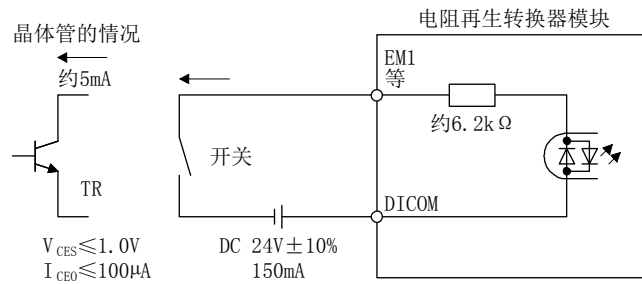 电阻再生转换器模块
晶体管的情况
约5mA
EM1
等
约6.2kΩ
开关
TR
DICOM
VCES≤1.0V
ICEO≤100μA
DC 24V±10%
150mA